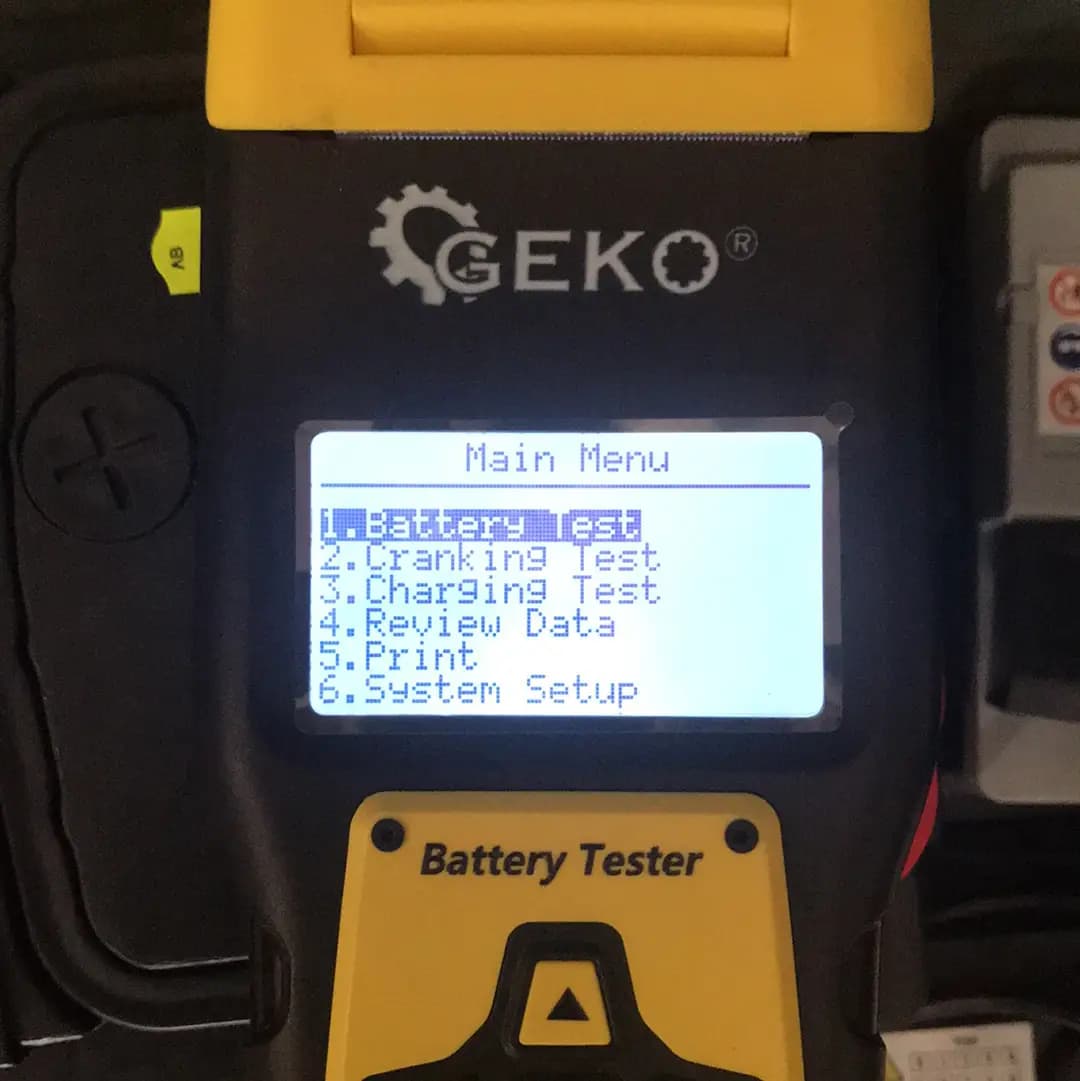 GEKO®
Main Menu
1.Battery Test
2.Cranking Test
3.Charging Test
4.Review Data
5.Print
6.System Setup
Battery Tester